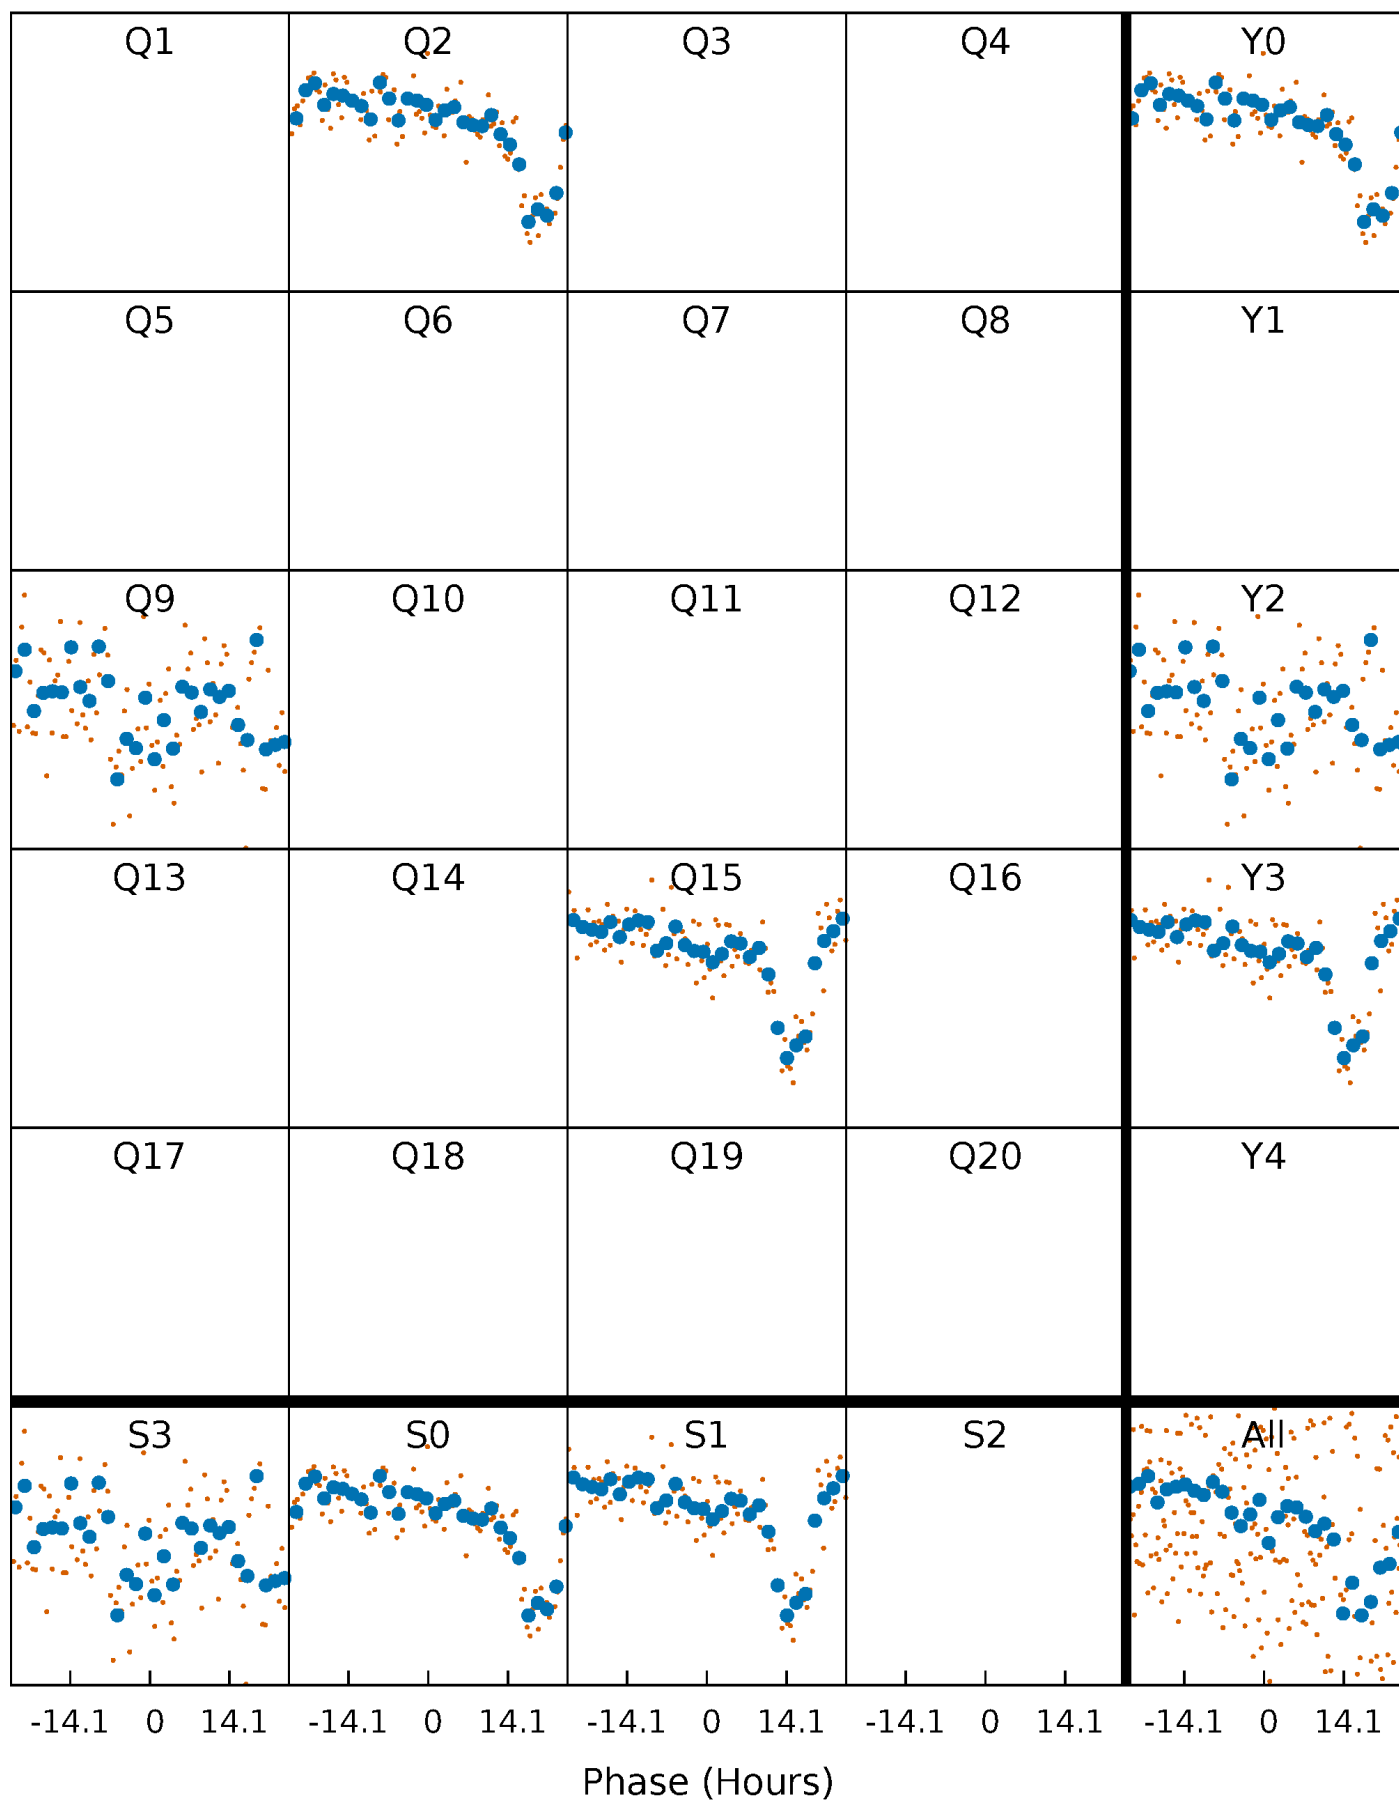 Q1 Q2 Q3 Q4 Y0
Q5 Q6 Q7 Q8 Y1
Q9 Q10 Q11 Q12 Y2
Q13 Q14 Q15 Q16 Y3
Q17 Q18 Q19 Q20 Y4
S3 S0 S1 S2 All
-14.1 0 14.1 -14.1 0 14.1 -14.1 0 14.1 -14.1 0 14.1 -14.1 0 14.1
Phase (Hours)